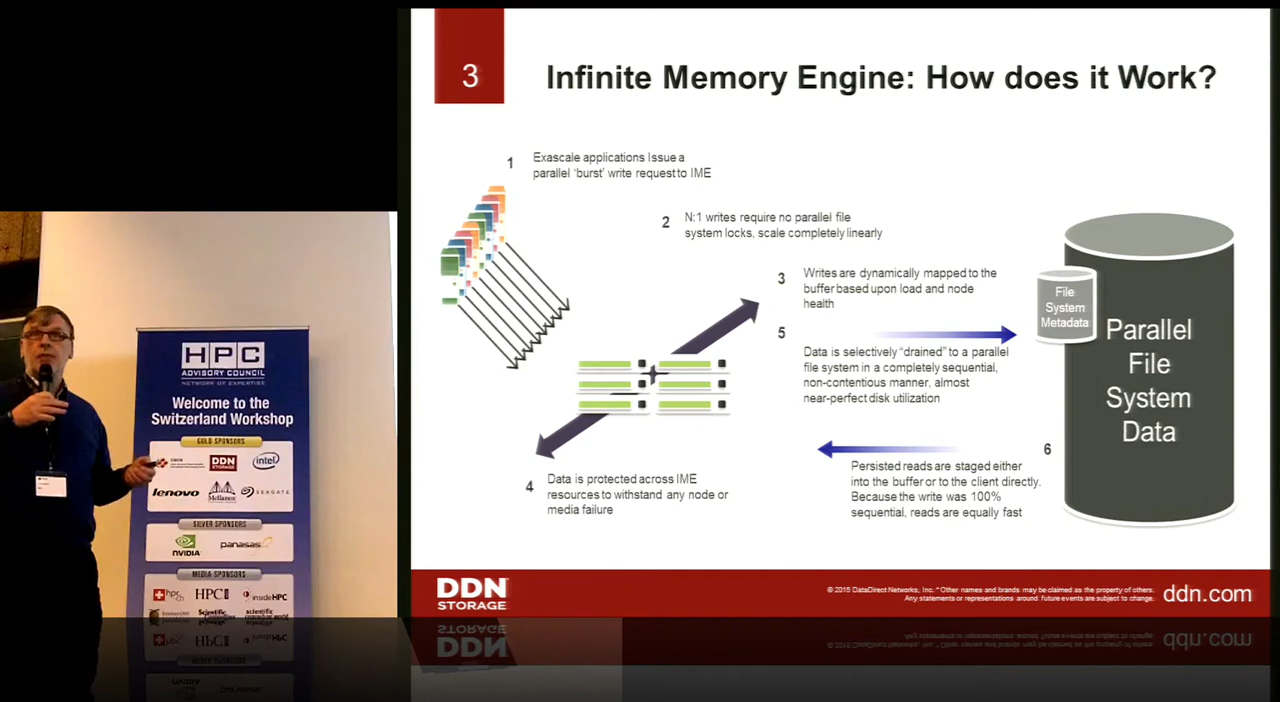 3
Infinite Memory Engine: How does it Work?
1
Exascale applications Issue a
parallel 'burst' write request to IME
2
N:1 writes require no parallel file
system locks, scale completely linearly
3
Writes are dynamically mapped to the
buffer based upon load and node
health
5
Data is selectively "drained" to a parallel
file system in a completely sequential,
non-contentious manner, almost
near-perfect disk utilization
6
Persisted reads are staged either
into the buffer or to the client directly.
Because the write was 100%
sequential, reads are equally fast
4
Data is protected across IME
resources to withstand any node or
media failure
File
System
Metadata
Parallel
File
System
Data
DDN
STORAGE
© 2015 DataDirect Networks, Inc. * Other names and brands may be claimed as the property of others.
Any statements or representations around future events are subject to change.
ddn.com
HPC
ADVISORY COUNCIL
NETWORK OF EXPERTISE
Welcome to the
Switzerland Workshop
GOLD SPONSORS
DDN
STORAGE
intel
lenovo
Mellanox
SEAGATE
SILVER SPONSORS
NVIDIA
panasas
MEDIA SPONSORS
hpc ch
HPC
insideHPC